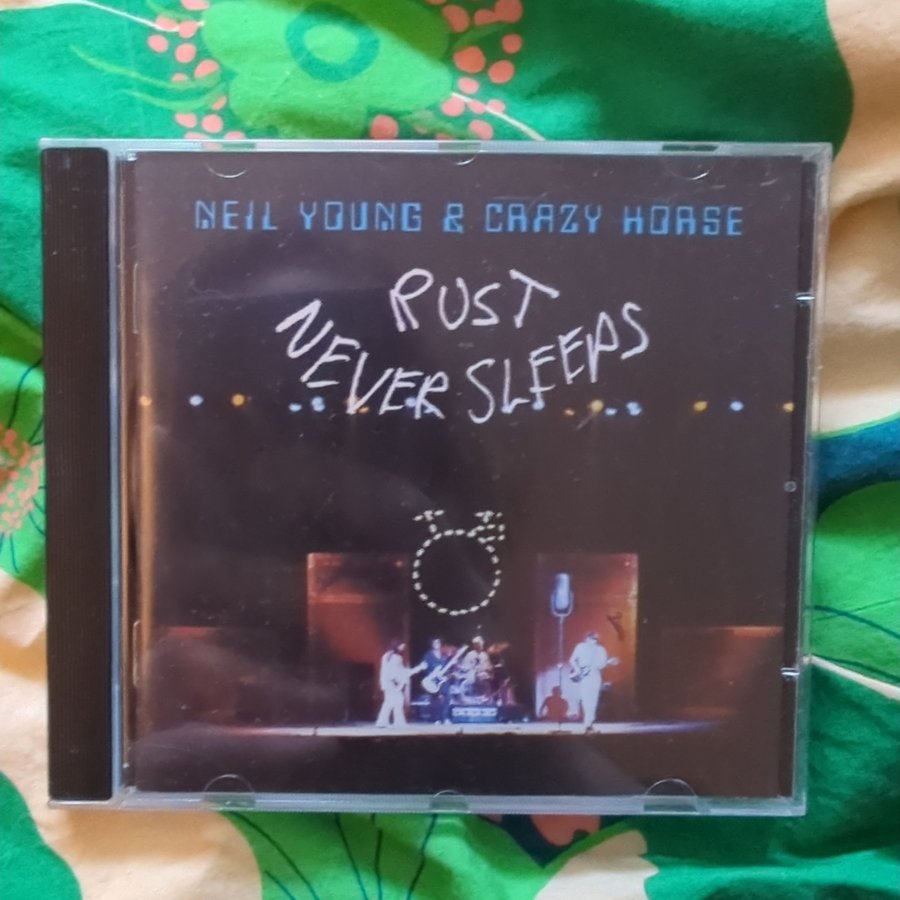 NEIL YOUNG & CRAZY HORSE
RUST
NEVER SLEEPS